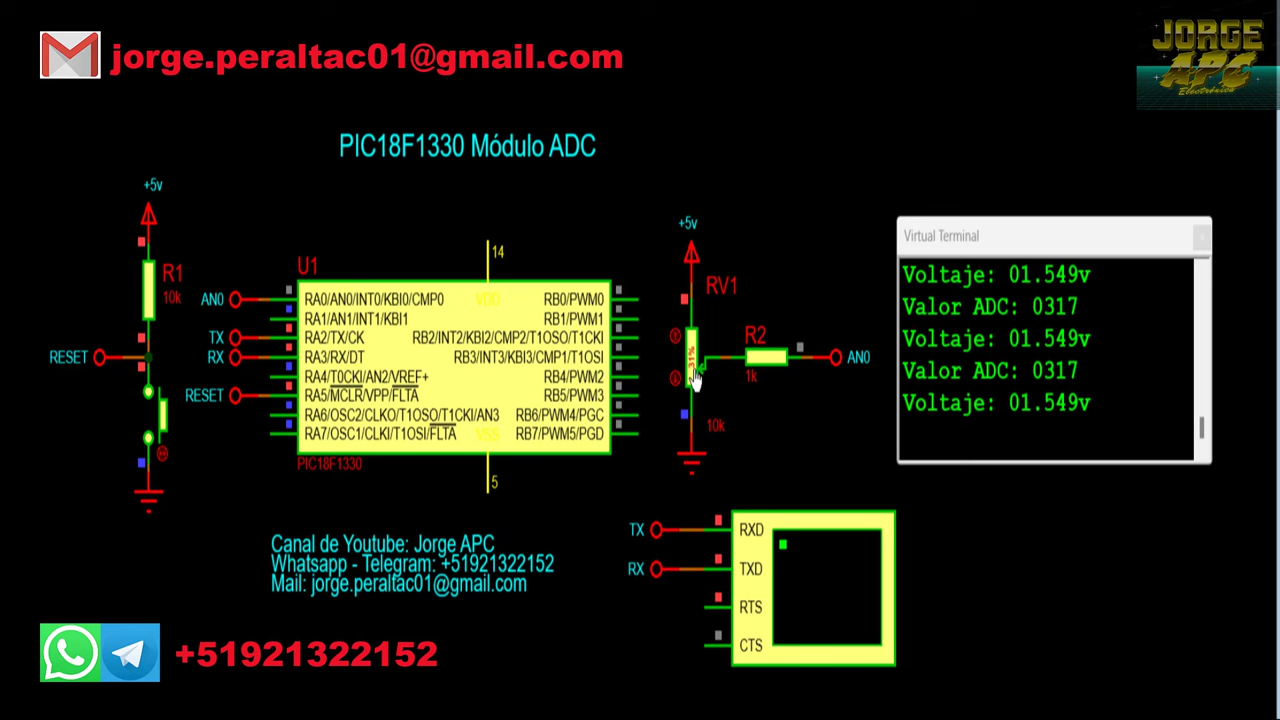 jorge.peraltac01@gmail.com
JORGE
APC
Electrónica
PIC18F1330 Módulo ADC
+5v
R1
10k
RESET
AN0
TX
RX
RESET
U1
14
VDD
RA0/AN0/INT0/KBI0/CMP0
RA1/AN1/INT1/KBI1
RA2/TX/CK
RA3/RX/DT
RA4/T0CKI/AN2/VREF+
RA5/MCLR/VPP/FLTA
RA6/OSC2/CLKO/T1OSO/T1CKI/AN3
RA7/OSC1/CLKI/T1OSI/FLTA
RB0/PWM0
RB1/PWM1
RB2/INT2/KBI2/CMP2/T1OSO/T1CKI
RB3/INT3/KBI3/CMP1/T1OSI
RB4/PWM2
RB5/PWM3
RB6/PWM4/PGC
RB7/PWM5/PGD
VSS
PIC18F1330
5
+5v
RV1
31%
10k
R2
1k
AN0
Virtual Terminal
Voltaje: 01.549v
Valor ADC: 0317
Voltaje: 01.549v
Valor ADC: 0317
Voltaje: 01.549v
Canal de Youtube: Jorge APC
Whatsapp - Telegram: +51921322152
Mail: jorge.peraltac01@gmail.com
TX
RX
RXD
TXD
RTS
CTS
+51921322152